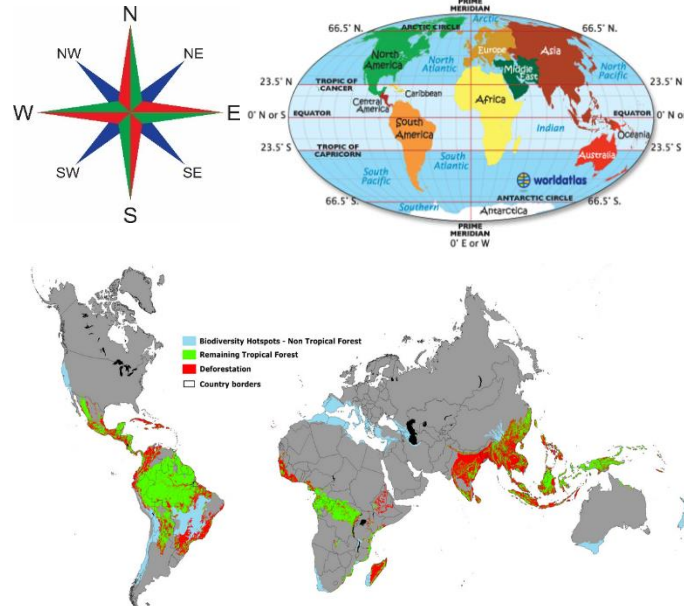 N
NW
NE
W
E
SW
SE
S
PRIME
MERIDIAN
66.5° N
ARCTIC CIRCLE
Arctic
66.5° N
North
America
North
Atlantic
Europe
Asia
North
Pacific
Middle
East
23.5° N
TROPIC OF
CANCER
Caribbean
23.5° N
Central
America
Africa
0° N or S
EQUATOR
EQUATOR
0° N or S
South
America
Indian
Oceania
23.5° S
TROPIC OF
CAPRICORN
Australia
23.5° S
South
Pacific
South
Atlantic
worldatlas
66.5° S.
Southern
ANTARCTIC CIRCLE
Antarctica
66.5° S.
PRIME
MERIDIAN
0° E or W
Biodiversity Hotspots - Non Tropical Forest
Remaining Tropical Forest
Deforestation
Country borders